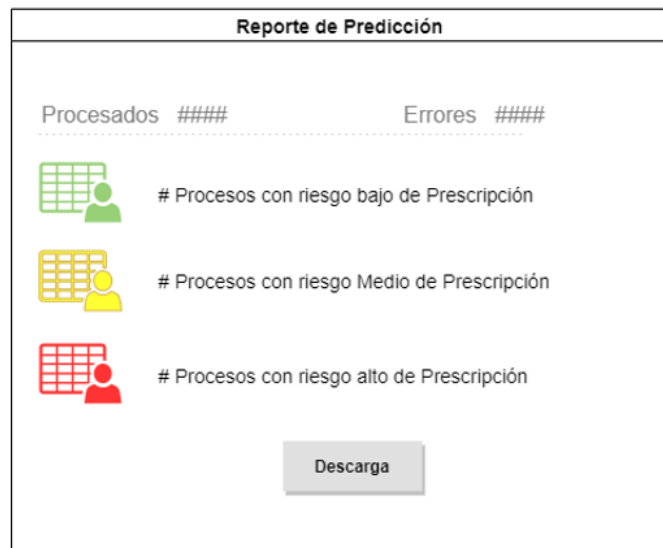 Reporte de Predicción
Procesados #### Errores ####
# Procesos con riesgo bajo de Prescripción
# Procesos con riesgo Medio de Prescripción
# Procesos con riesgo alto de Prescripción
Descarga